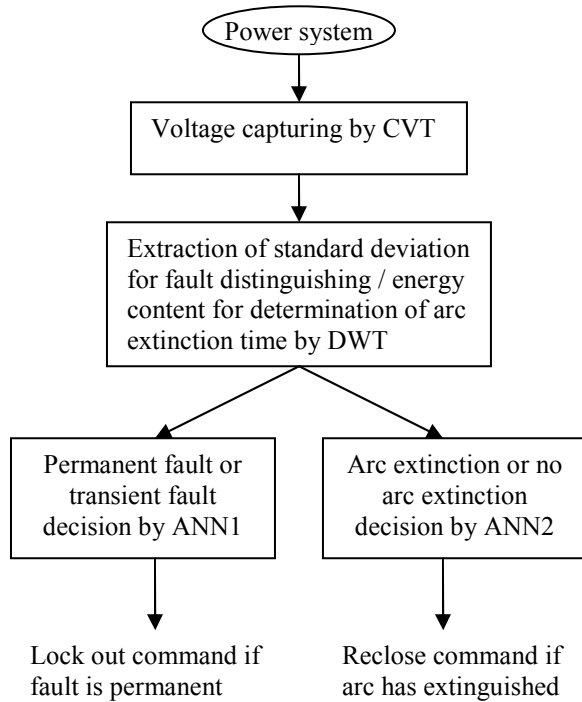 Power system
Voltage capturing by CVT
Extraction of standard deviation
for fault distinguishing / energy
content for determination of arc
extinction time by DWT
Permanent fault or
transient fault
decision by ANN1
Arc extinction or no
arc extinction
decision by ANN2
Lock out command if
fault is permanent
Reclose command if
arc has extinguished